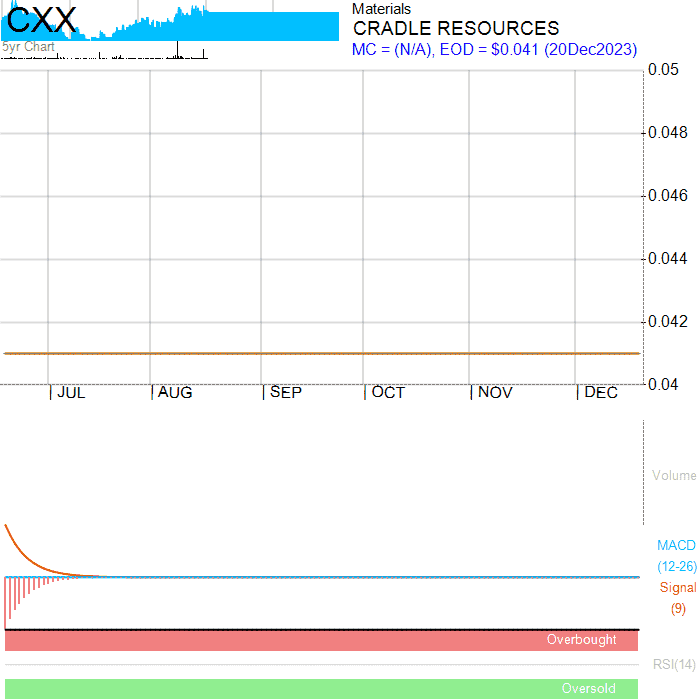 CXX
5yr Chart
Materials
CRADLE RESOURCES
MC = (N/A), EOD = $0.041 (20Dec2023)
0.05
0.048
0.046
0.044
0.042
0.04
JUL AUG SEP OCT NOV DEC
Volume
MACD
(12-26)
Signal
(9)
Overbought
RSI(14)
Oversold